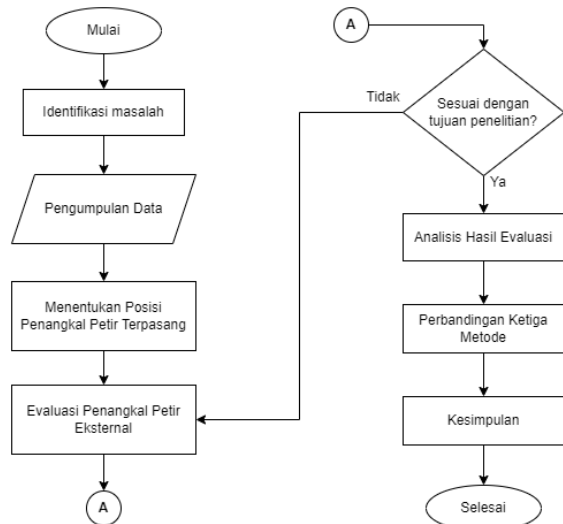 Mulai
Identifikasi masalah
Pengumpulan Data
Menentukan Posisi
Penangkal Petir Terpasang
Evaluasi Penangkal Petir
Eksternal
A
A
Sesuai dengan
tujuan penelitian?
Tidak
Ya
Analisis Hasil Evaluasi
Perbandingan Ketiga
Metode
Kesimpulan
Selesai